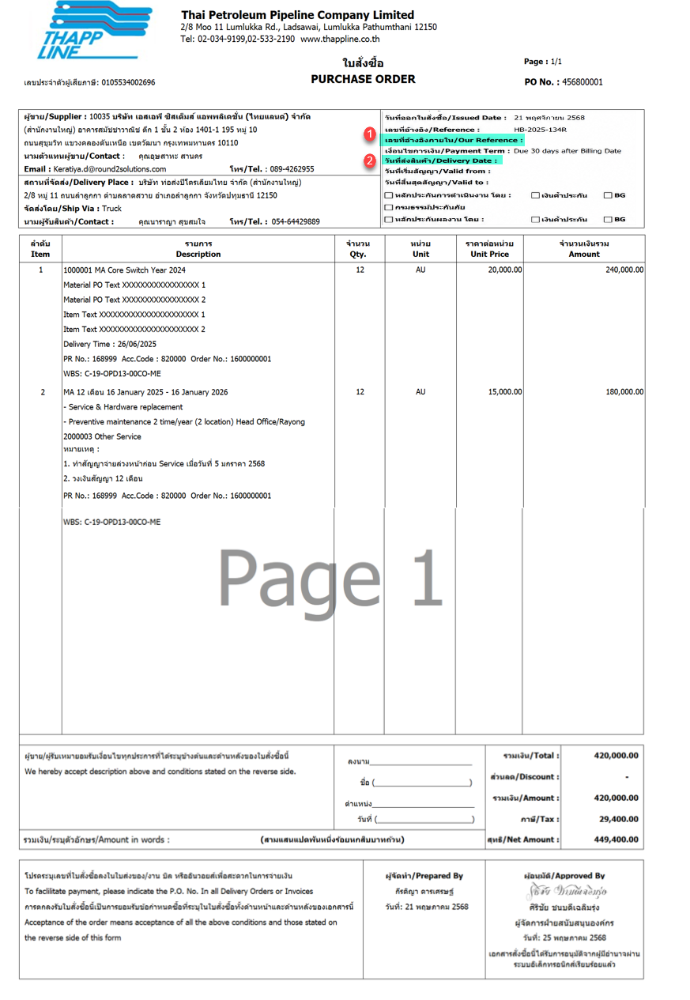 THAPP
LINE
Thai Petroleum Pipeline Company Limited
2/8 Moo 11 Lumlukka Rd., Ladsawai, Lumlukka Pathumthani 12150
Tel: 02-034-9199,02-533-2190 www.thappline.co.th
ใบสั่งซื้อ
PURCHASE ORDER
Page : 1/1
เลขประจำตัวผู้เสียภาษี: 0105534002696
PO No. : 456800001
ผู้ขาย/Supplier : 10035 บริษัท เอสเอพี ซิสเต็มส์ แอพพลิเคชั่น (ไทยแลนด์) จำกัด
(สำนักงานใหญ่) อาคารสมัชชาวาณิช ตึก 1 ชั้น 2 ห้อง 1401-1 195 หมู่ 10
ถนนสุขุมวิท แขวงคลองตันเหนือ เขตวัฒนา กรุงเทพมหานคร 10110
นามตัวแทนผู้ขาย/Contact : คุณอุษสาหะ สานคร
Email : Keratiya.d@round2solutions.com โทร/Tel. : 089-4262955
สถานที่จัดส่ง/Delivery Place : บริษัท ท่อส่งปิโตรเลียมไทย จำกัด (สำนักงานใหญ่)
2/8 หมู่ 11 ถนนลำลูกกา ตำบลลาดสวาย อำเภอลำลูกกา จังหวัดปทุมธานี 12150
จัดส่งโดย/Ship Via : Truck
นามผู้รับสินค้า/Contact : คุณนาราญา สุขสมใจ โทร/Tel. : 054-64429889
วันที่ออกใบสั่งซื้อ/Issued Date : 21 พฤศจิกายน 2568
เลขที่อ้างอิง/Reference : HB-2025-134R
1 เลขที่อ้างอิงภายใน/Our Reference :
เงื่อนไขการเงิน/Payment Term : Due 30 days after Billing Date
2 วันที่ส่งสินค้า/Delivery Date :
วันที่เริ่มสัญญา/Valid from :
วันที่สิ้นสุดสัญญา/Valid to :
หลักประกันการดำเนินงาน โดย : เงินค้ำประกัน BG
กรมธรรม์ประกันภัย
หลักประกันผลงาน โดย : เงินค้ำประกัน BG
ลำดับ รายการ จำนวน หน่วย ราคาต่อหน่วย จำนวนเงินรวม
Item Description Qty. Unit Unit Price Amount
1 1000001 MA Core Switch Year 2024 12 AU 20,000.00 240,000.00
Material PO Text XXXXXXXXXXXXXXXXX 1
Material PO Text XXXXXXXXXXXXXXXXX 2
Item Text XXXXXXXXXXXXXXXXXXXXXX 1
Item Text XXXXXXXXXXXXXXXXXXXXXX 2
Delivery Time : 26/06/2025
PR No.: 168999 Acc.Code : 820000 Order No.: 1600000001
WBS: C-19-OPD13-00CO-ME
2 MA 12 เดือน 16 January 2025 - 16 January 2026 12 AU 15,000.00 180,000.00
- Service & Hardware replacement
- Preventive maintenance 2 time/year (2 location) Head Office/Rayong
2000003 Other Service
หมายเหตุ :
1. ทำสัญญาจ่ายล่วงหน้าก่อน Service เมื่อวันที่ 5 มกราคา 2568
2. วงเงินสัญญา 12 เดือน
PR No.: 168999 Acc.Code : 820000 Order No.: 1600000001
WBS: C-19-OPD13-00CO-ME
Page 1
ผู้ขาย/ผู้รับเหมายอมรับเงื่อนไขทุกประการที่ได้ระบุข้างต้นและด้านหลังของใบสั่งซื้อนี้
We hereby accept description above and conditions stated on the reverse side.
ลงนาม
ชื่อ ( )
ตำแหน่ง
วันที่ ( )
รวมเงิน/Total : 420,000.00
ส่วนลด/Discount : -
รวมเงิน/Amount : 420,000.00
ภาษี/Tax : 29,400.00
รวมเงิน/ระบุตัวอักษร/Amount in words : (สามแสนแปดพันหนึ่งร้อยหกสิบบาทถ้วน) สุทธิ/Net Amount : 449,400.00
โปรดระบุเลขที่ใบสั่งซื้อลงในใบส่งของ/งาน บิล หรืออินวอยส์เพื่อสะดวกในการจ่ายเงิน
To faclilitate payment, please indicate the P.O. No. In all Delivery Orders or Invoices
การตกลงรับใบสั่งซื้อนี้เป็นการยอมรับข้อกำหนดซื้อที่ระบุในใบสั่งซื้อทั้งด้านหน้าและด้านหลังของเอกสารนี้
Acceptance of the order means acceptance of all the above conditions and those stated on
the reverse side of this form
ผู้จัดทำ/Prepared By
กีรติญา ดารเศรษฐ์
วันที่: 21 พฤษภาคม 2568
ผู้อนุมัติ/Approved By
ศิริชัย ชนบดีเฉลิมรุ่ง
ผู้จัดการฝ่ายสนับสนุนองค์กร
วันที่: 25 พฤษภาคม 2568
เอกสารสั่งซื้อนี้ได้รับการอนุมัติจากผู้มีอำนาจผ่าน
ระบบอิเล็กทรอนิกส์เรียบร้อยแล้ว